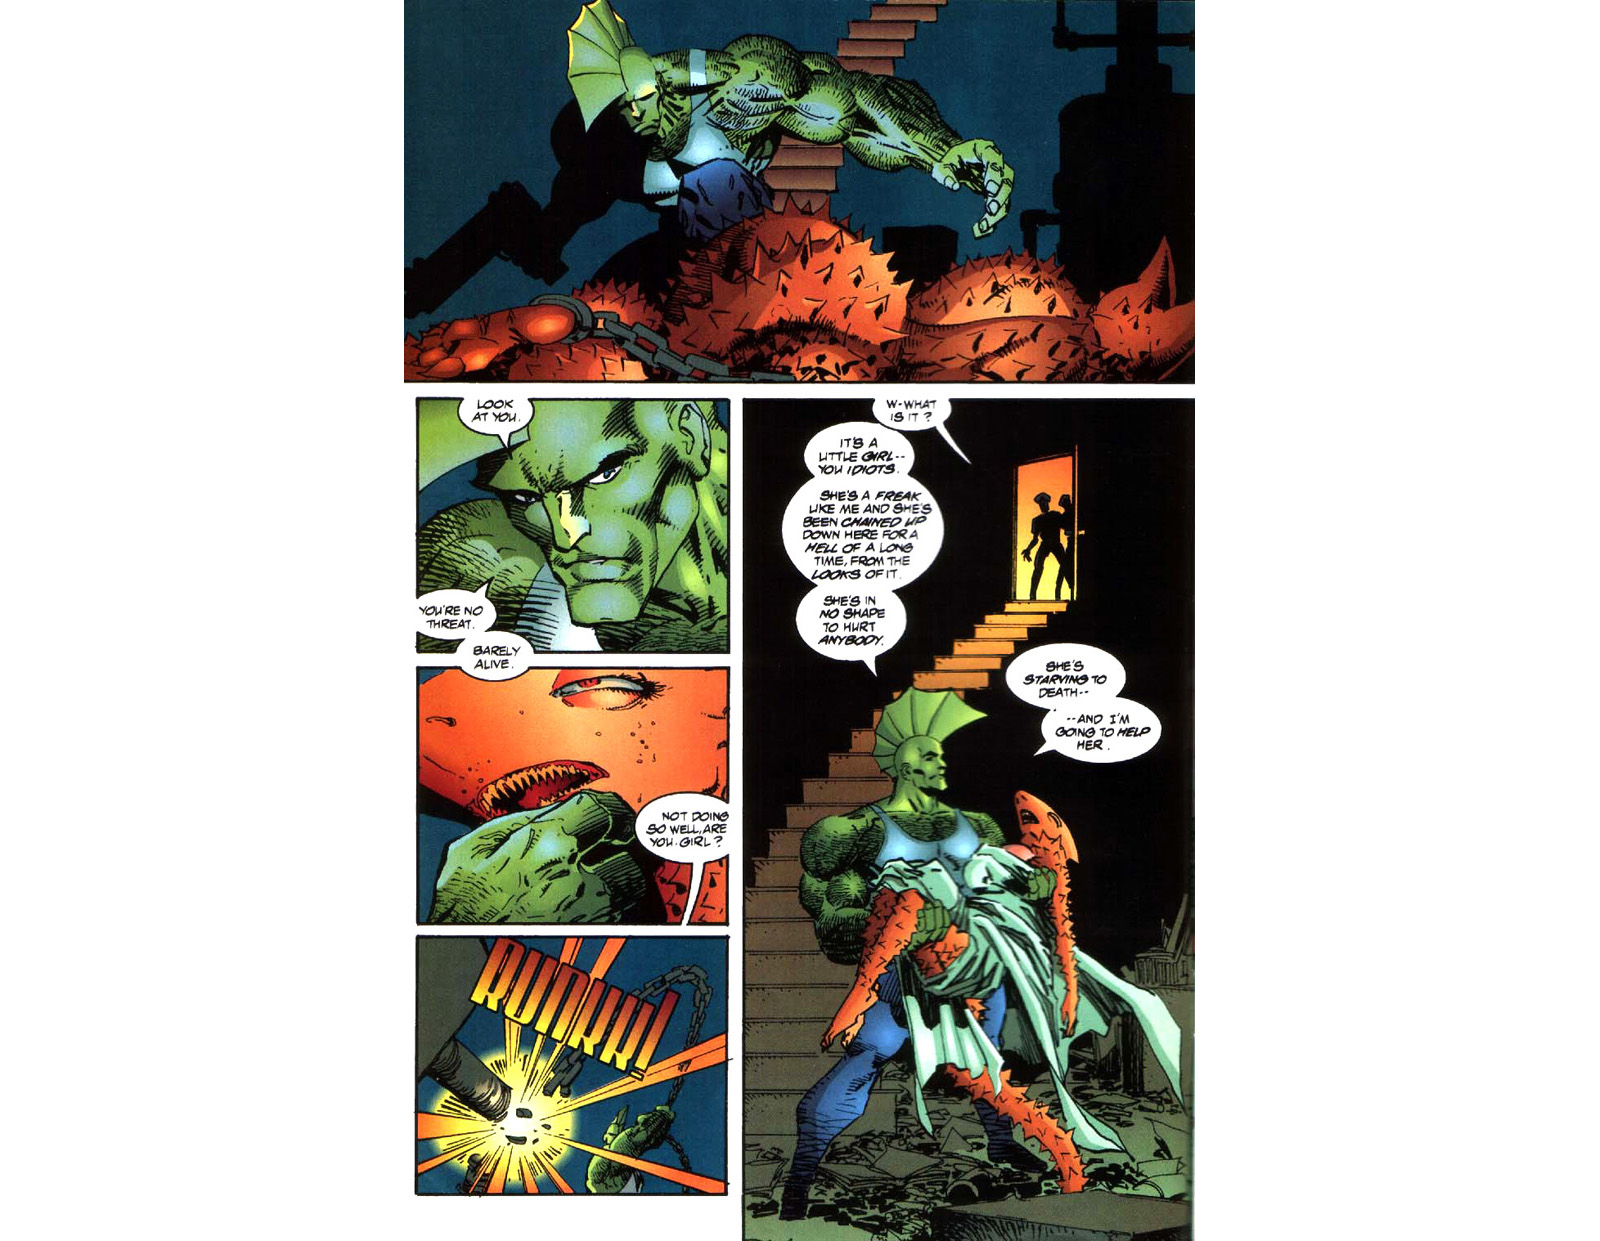 LOOK
AT YOU.
YOU'RE NO
THREAT.
BARELY
ALIVE.
NOT DOING
SO WELL, ARE
YOU, GIRL?
RUNKK!
W-WHAT
IS IT?
IT'S A
LITTLE GIRL--
YOU IDIOTS.
SHE'S A FREAK
LIKE ME AND SHE'S
BEEN CHAINED UP
DOWN HERE FOR A
HELL OF A LONG
TIME, FROM THE
LOOKS OF IT.
SHE'S IN
NO SHAPE
TO HURT
ANYBODY.
SHE'S
STARVING TO
DEATH--
--AND I'M
GOING TO HELP
HER.